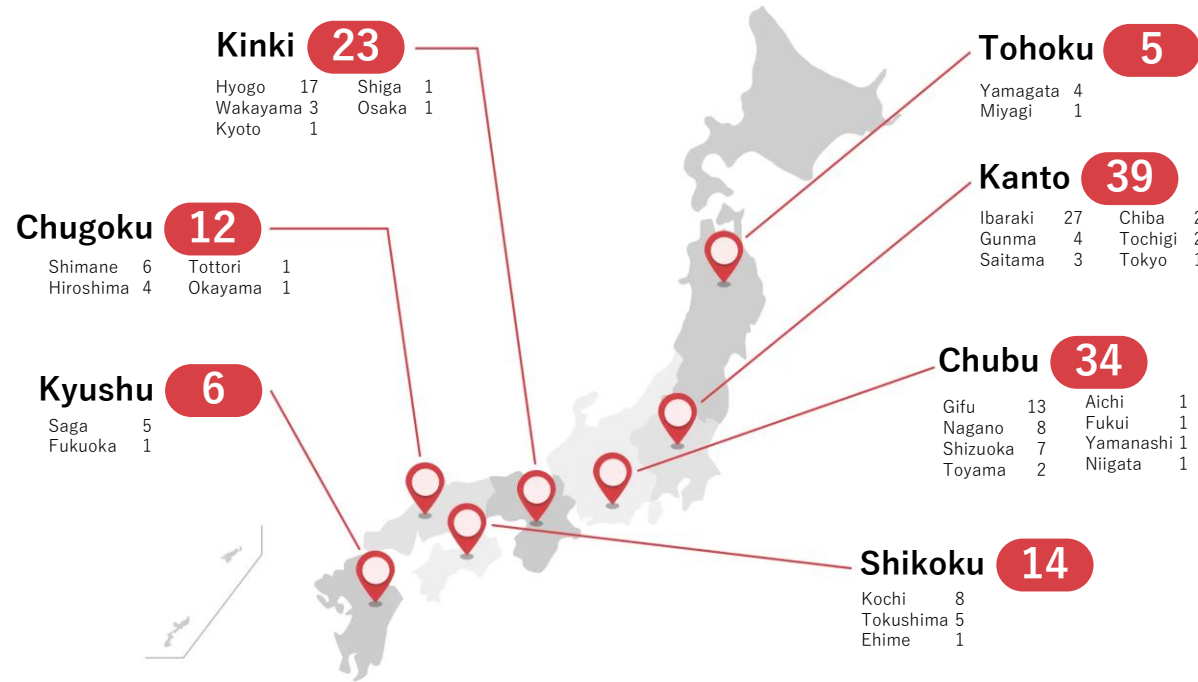 Kinki 23
Hyogo 17 Shiga 1
Wakayama 3 Osaka 1
Kyoto 1
Tohoku 5
Yamagata 4
Miyagi 1
Kanto 39
Ibaraki 27 Chiba 2
Gunma 4 Tochigi 2
Saitama 3 Tokyo 1
Chugoku 12
Shimane 6 Tottori 1
Hiroshima 4 Okayama 1
Kyushu 6
Saga 5
Fukuoka 1
Chubu 34
Gifu 13 Aichi 1
Nagano 8 Fukui 1
Shizuoka 7 Yamanashi 1
Toyama 2 Niigata 1
Shikoku 14
Kochi 8
Tokushima 5
Ehime 1